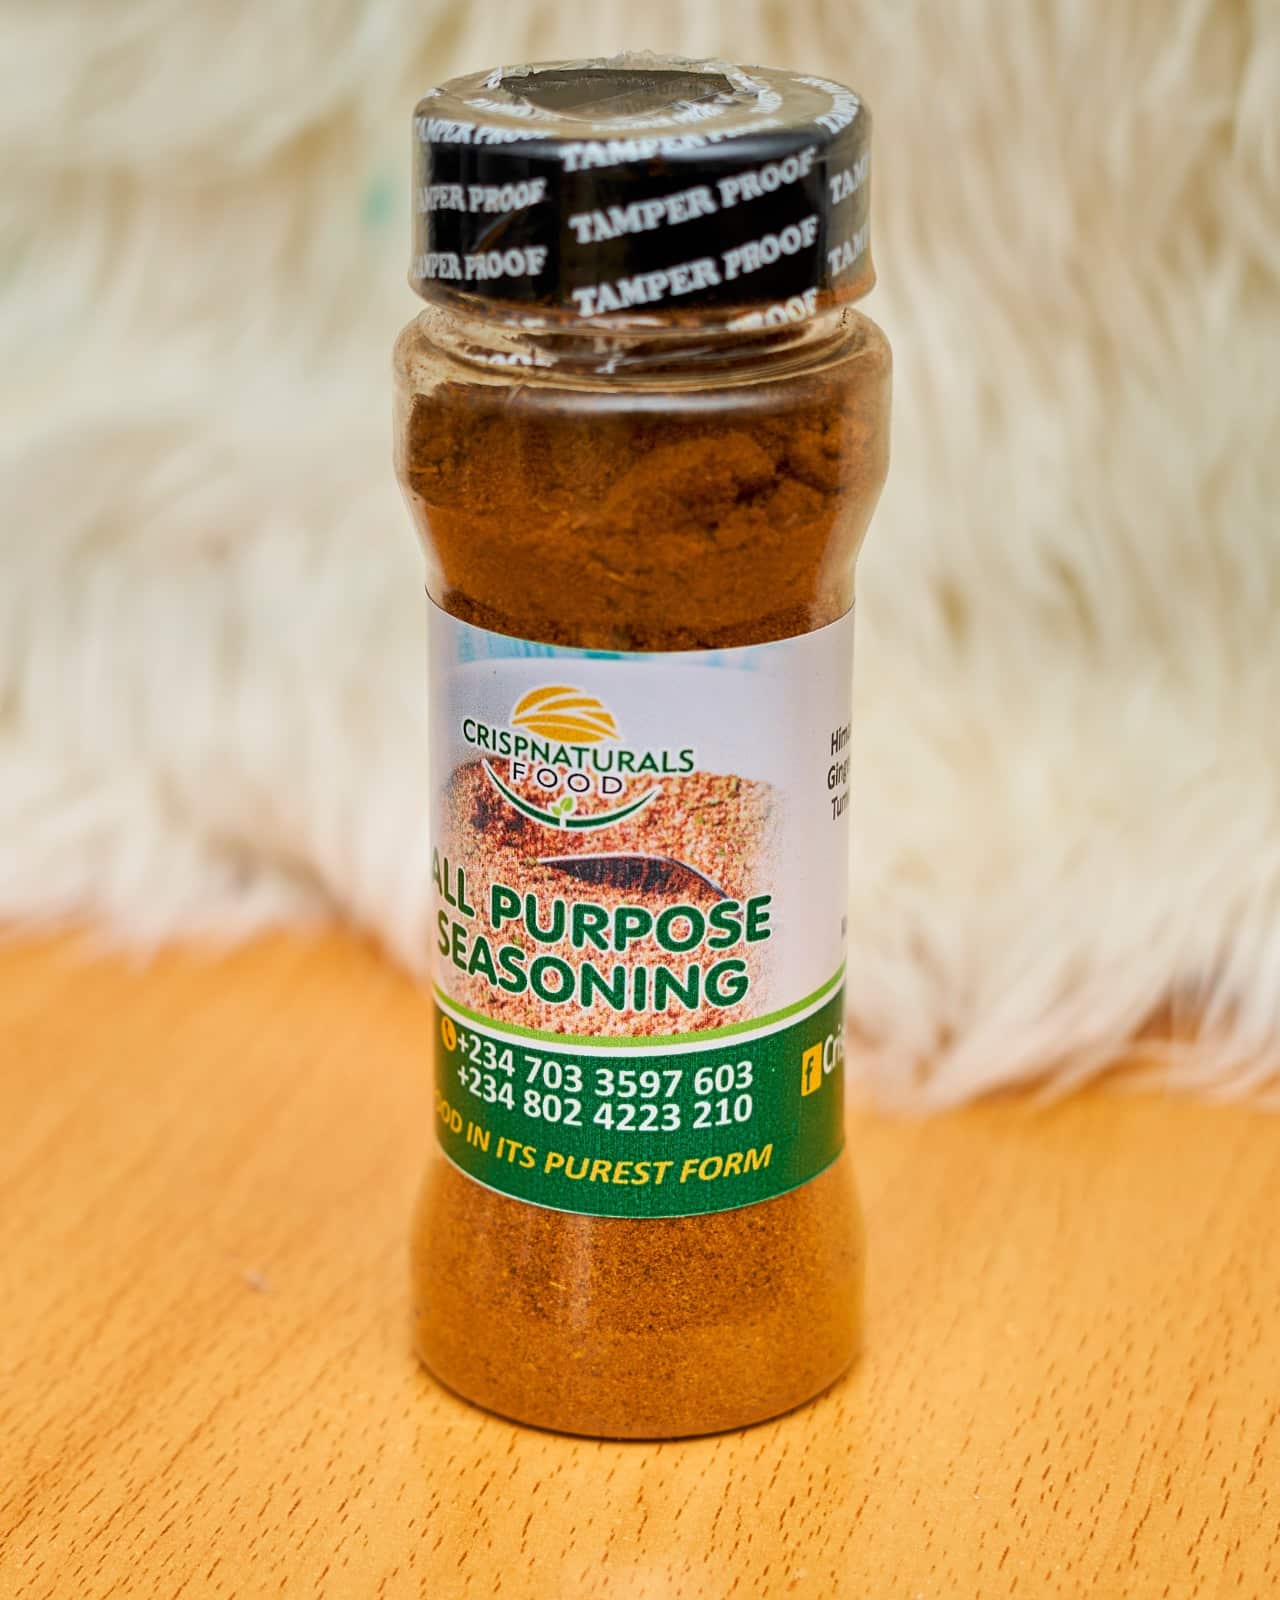 TAMPER PROOF
TAMPER PROOF
TAMPER PROOF
TAMPER PROOF
CRISPNATURALS
FOOD
ALL PURPOSE
SEASONING
+234 703 3597 603
+234 802 4223 210
IN ITS PUREST FORM
f